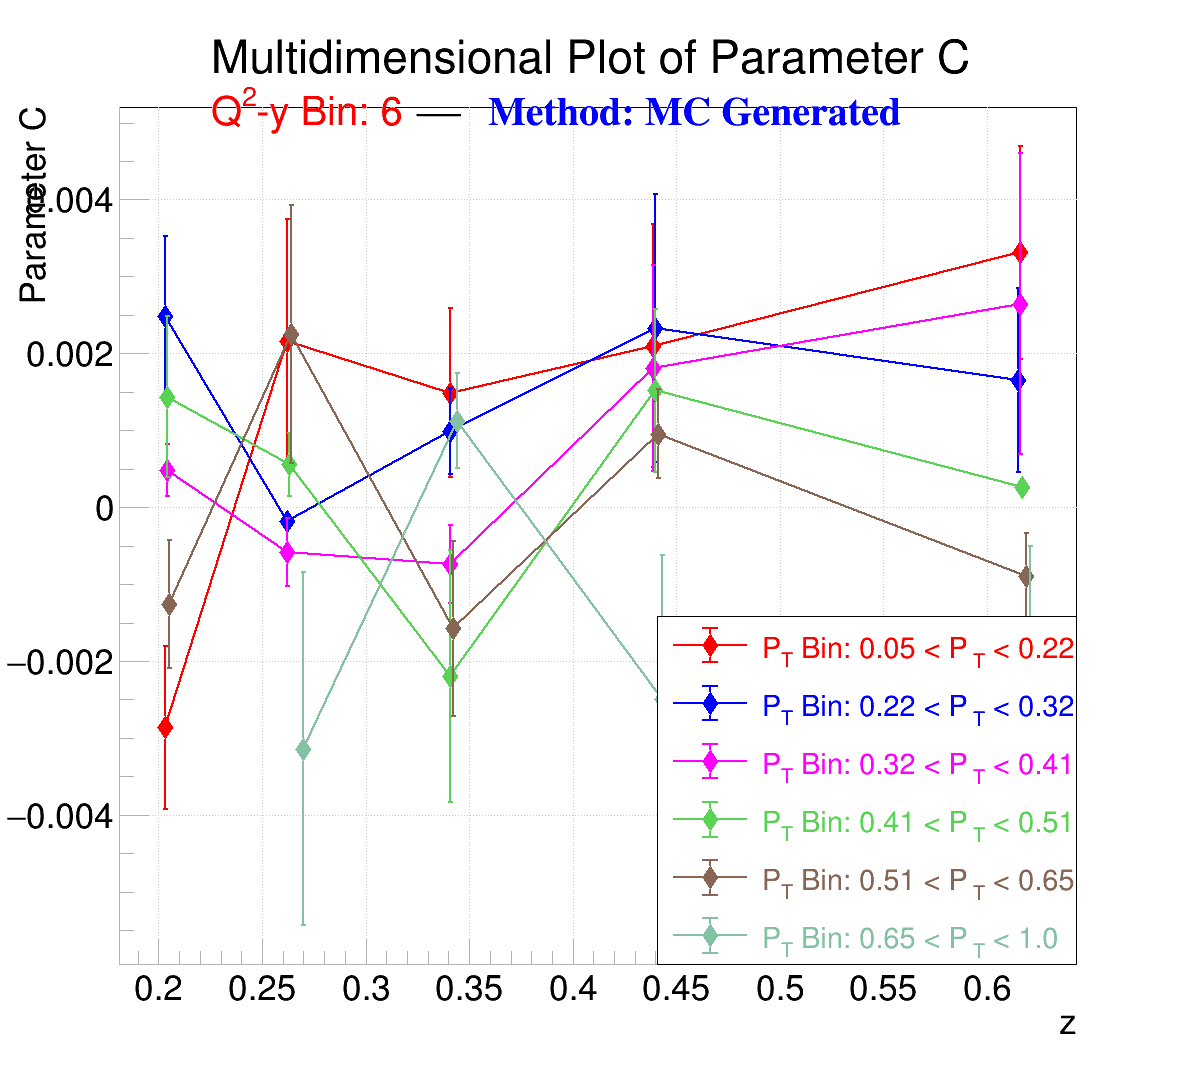 Multidimensional Plot of Parameter C
Q²-y Bin: 6 — Method: MC Generated
Parameter C
0.004
0.002
0
−0.002
−0.004
P_T Bin: 0.05 < P_T < 0.22
P_T Bin: 0.22 < P_T < 0.32
P_T Bin: 0.32 < P_T < 0.41
P_T Bin: 0.41 < P_T < 0.51
P_T Bin: 0.51 < P_T < 0.65
P_T Bin: 0.65 < P_T < 1.0
0.2 0.25 0.3 0.35 0.4 0.45 0.5 0.55 0.6
z